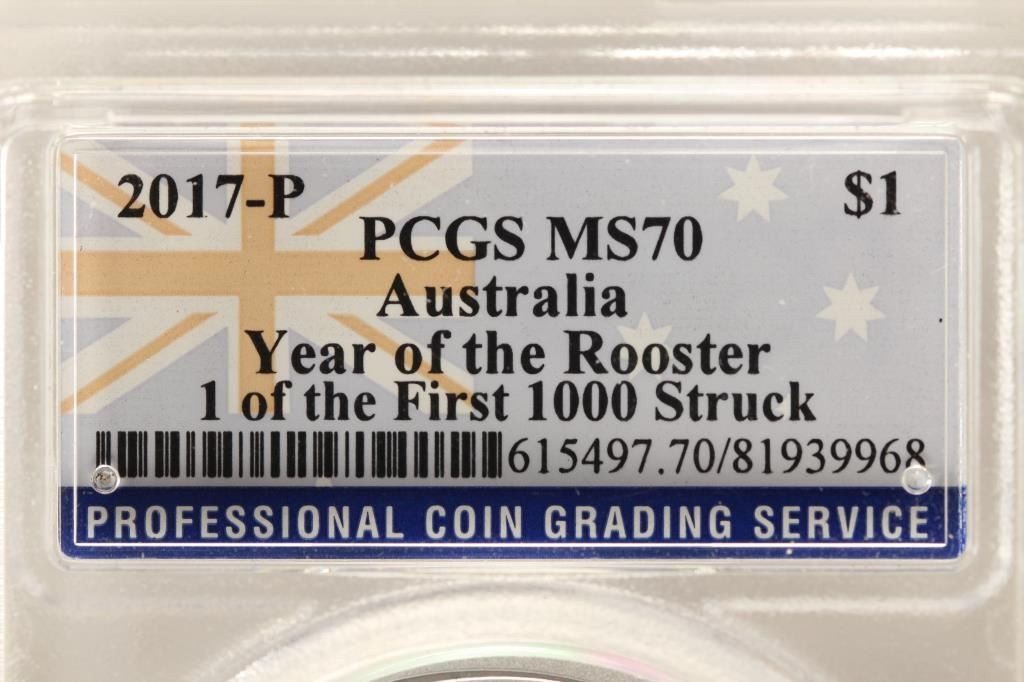 2017-P $1
PCGS MS70
Australia
Year of the Rooster
1 of the First 1000 Struck
615497.70/81939968
PROFESSIONAL COIN GRADING SERVICE